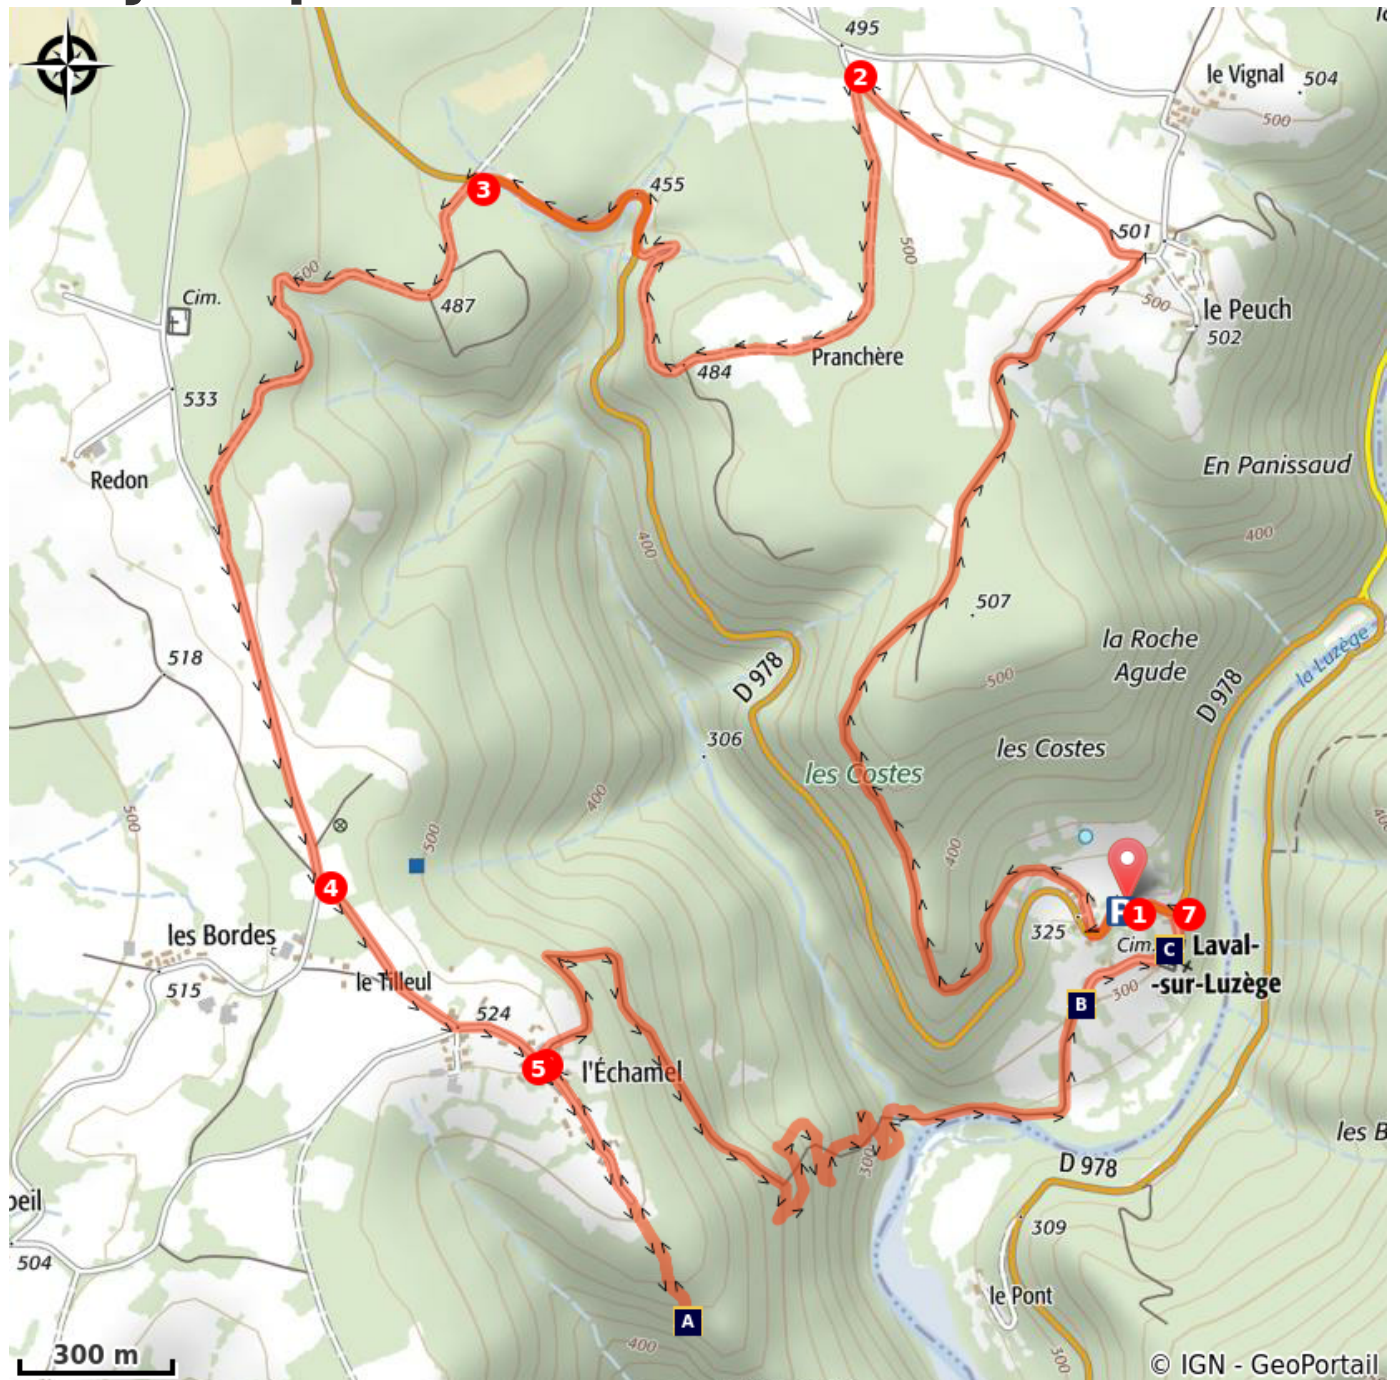 495
2
le Vignal
504
500
3
455
501
500
500
Cim.
487
500
le Peuch
502
Pranchère
484
533
Redon
En Panissaud
400
400
507
la Roche
Agude
518
D 978
500
D 978
la Luzège
306
les Costes
les Costes
500
400
500
400
4
P
1
7
les Bordes
325
Cim.
C
Laval-
-sur-Luzège
le Tilleul
515
B
300
524
5
l'Échamel
les B
300
D 978
309
504
le Pont
A
400
300
300 m
© IGN - GeoPortail